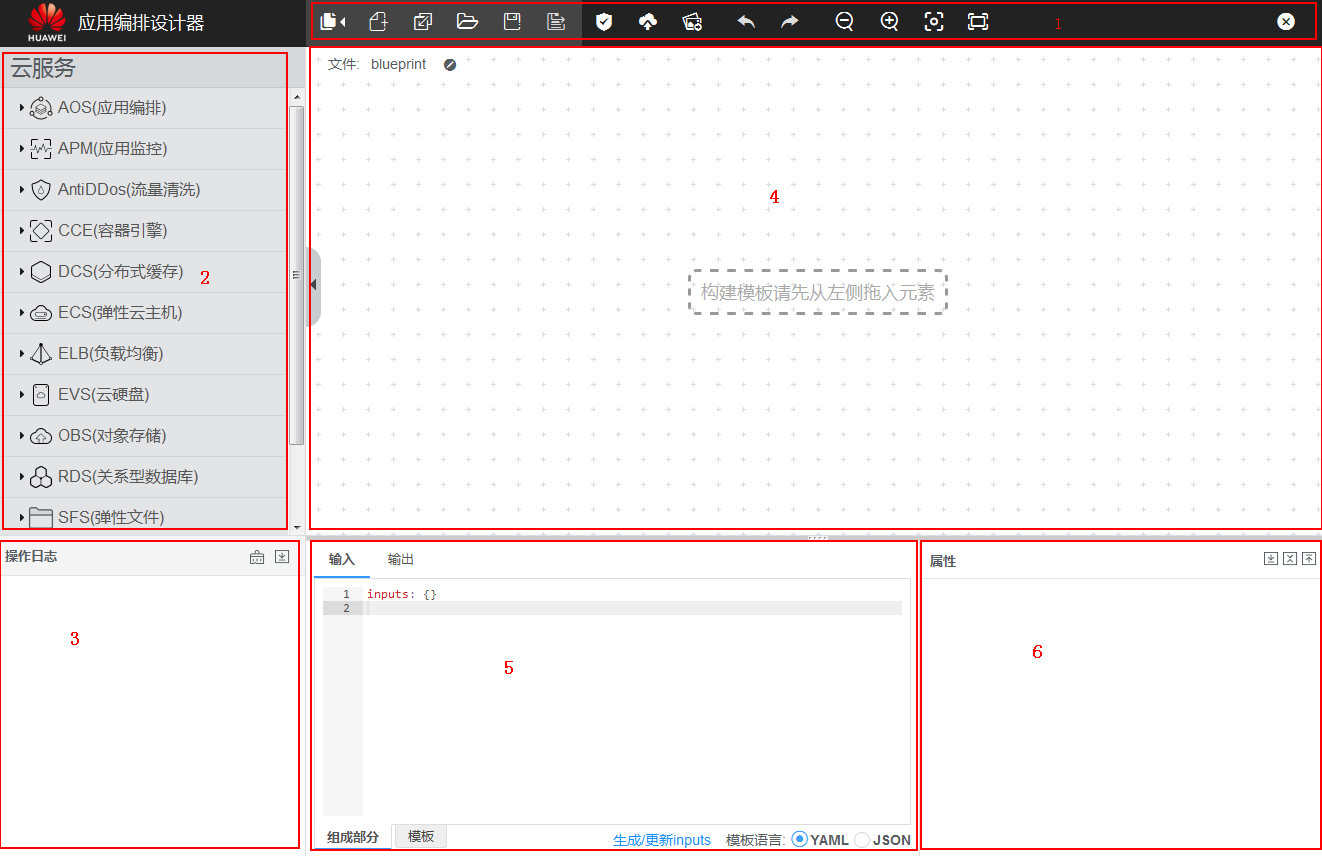 HUAWEI
应用编排设计器
1
云服务
AOS(应用编排)
APM(应用监控)
AntiDDos(流量清洗)
CCE(容器引擎)
DCS(分布式缓存)
2
ECS(弹性云主机)
ELB(负载均衡)
EVS(云硬盘)
OBS(对象存储)
RDS(关系型数据库)
SFS(弹性文件)
文件: blueprint
4
构建模板请先从左侧拖入元素
操作日志
3
输入 输出
1 inputs: {}
2
5
组成部分 模板 生成/更新inputs 模板语言: YAML JSON
属性
6